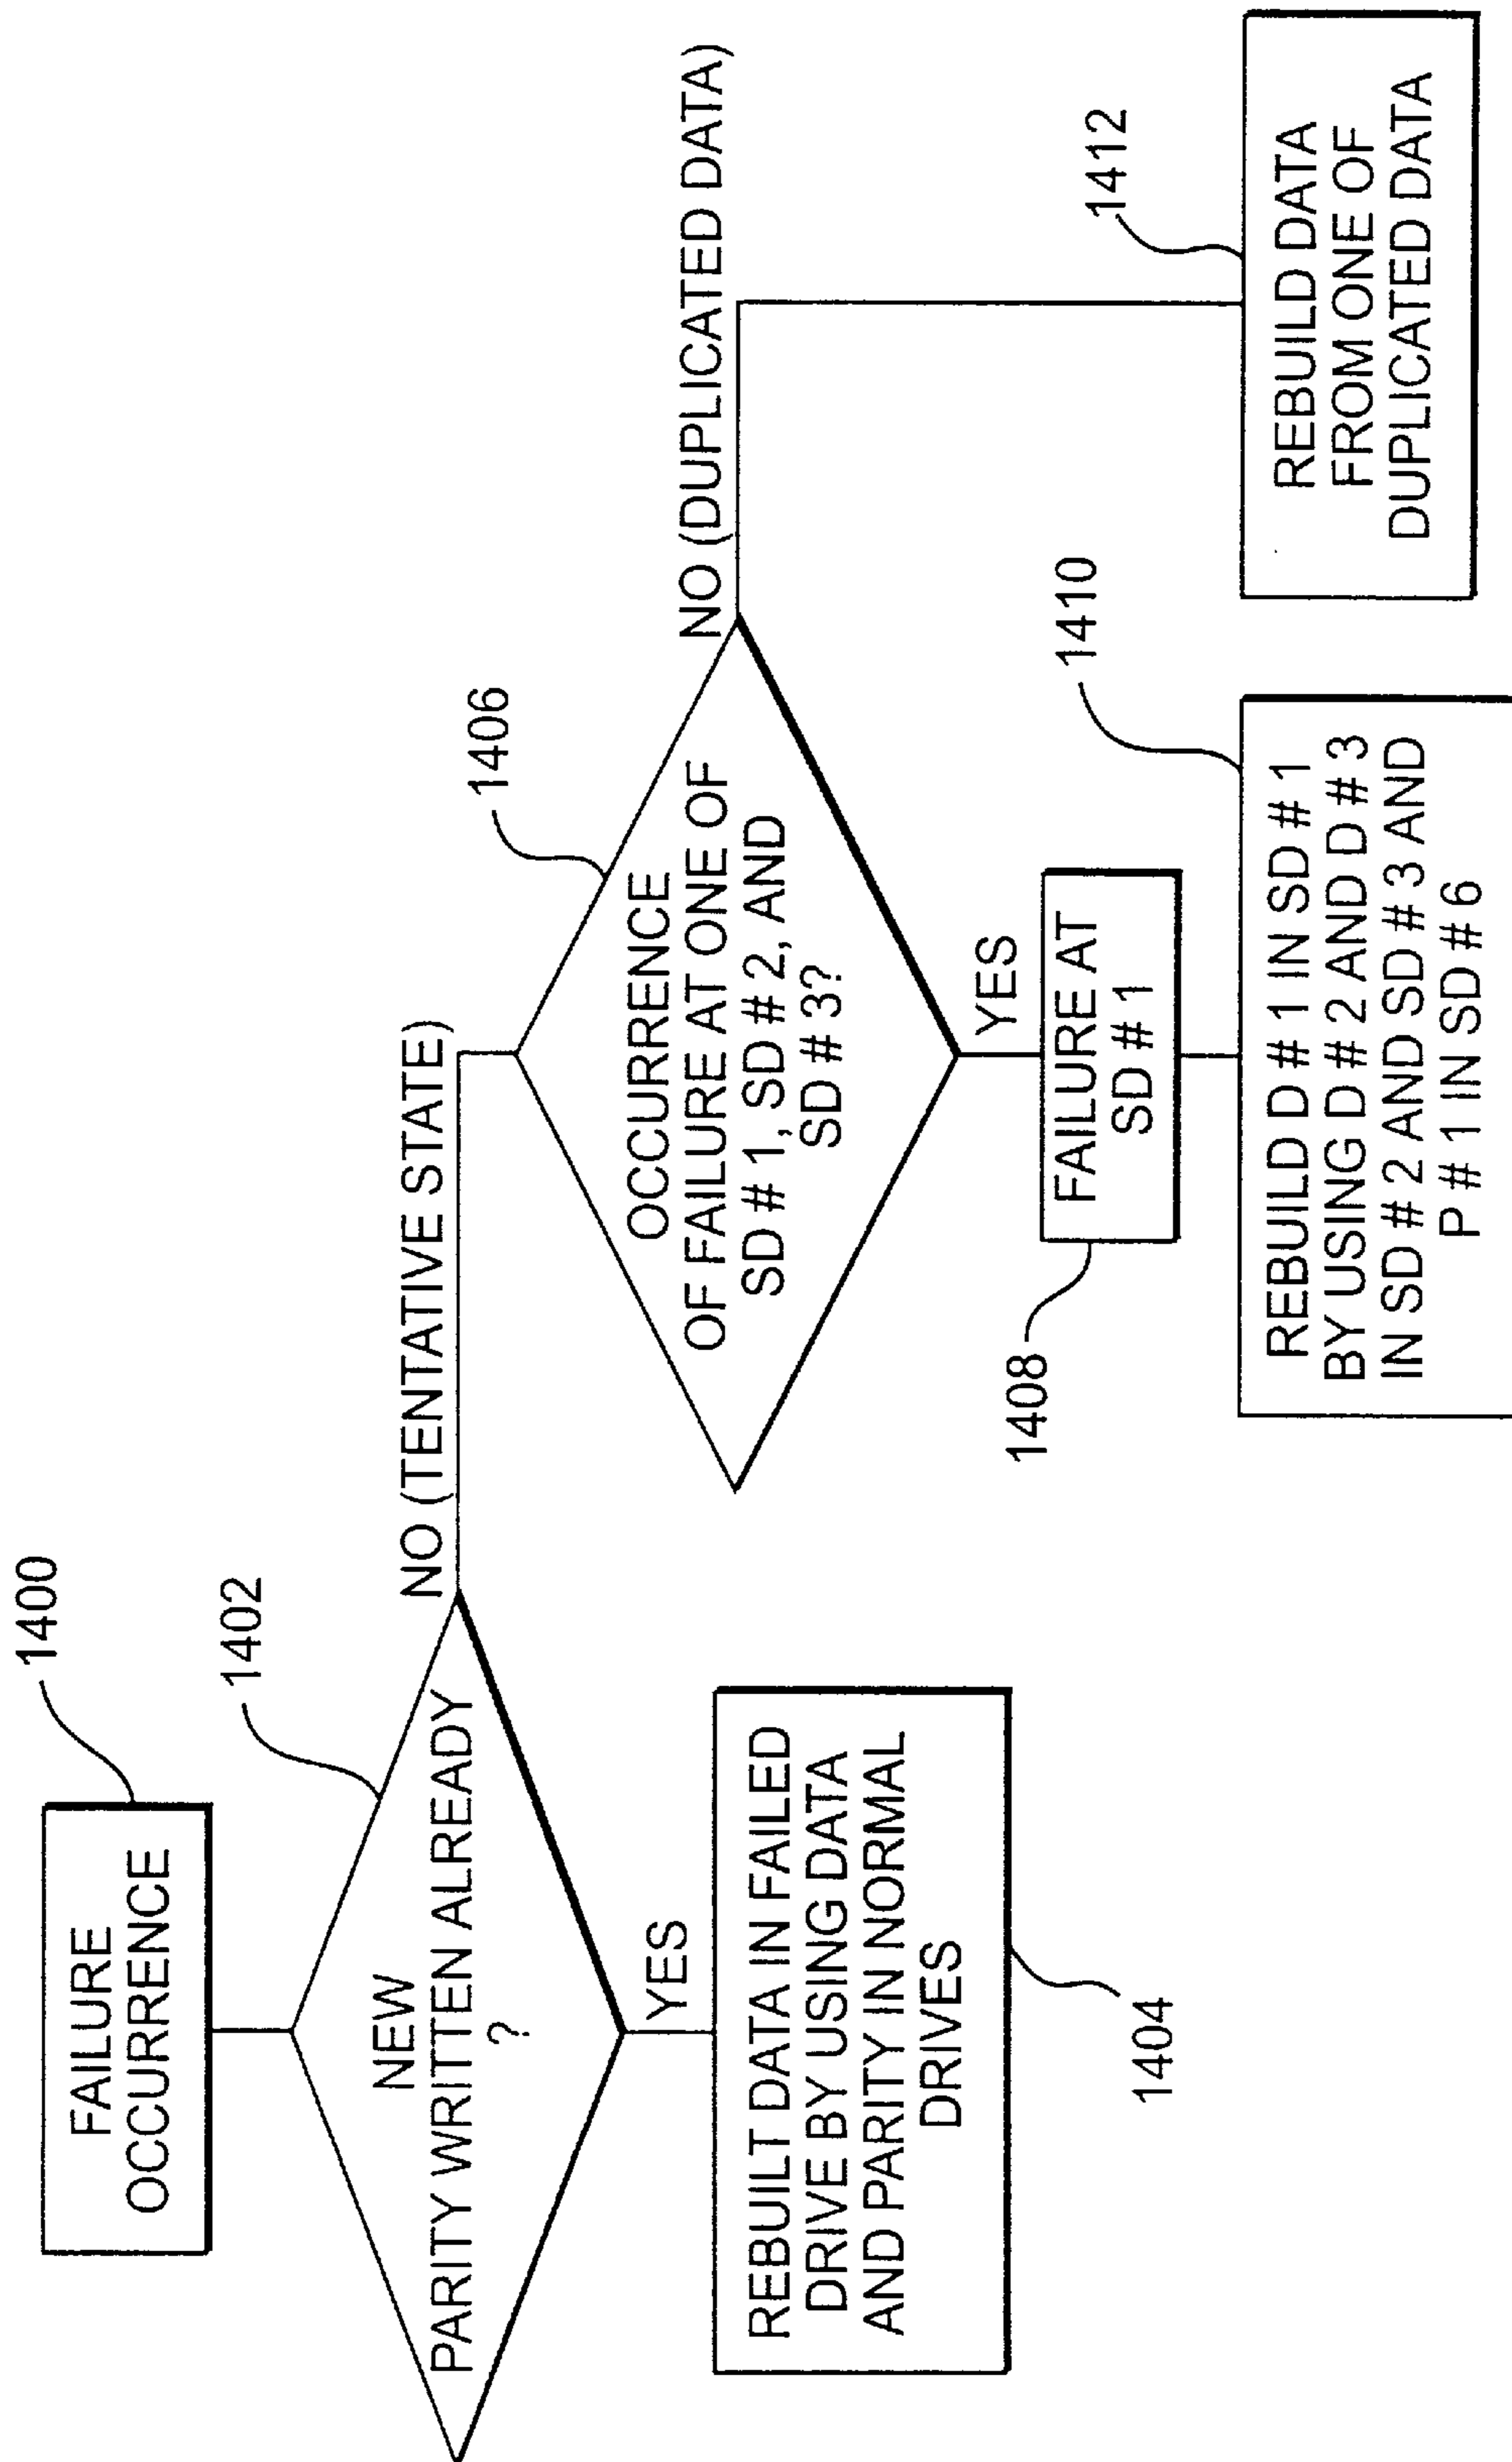 1400
FAILURE
OCCURRENCE
1402
NEW
PARITY WRITTEN ALREADY
?
NO (TENTATIVE STATE)
YES
REBUILT DATA IN FAILED
DRIVE BY USING DATA
AND PARITY IN NORMAL
DRIVES
1404
1406
OCCURRENCE
OF FAILURE AT ONE OF
SD # 1, SD # 2, AND
SD # 3?
NO (DUPLICATED DATA)
YES
1408
FAILURE AT
SD # 1
1410
REBUILD D # 1 IN SD # 1
BY USING D # 2 AND D # 3
IN SD # 2 AND SD # 3 AND
P # 1 IN SD # 6
1412
REBUILD DATA
FROM ONE OF
DUPLICATED DATA